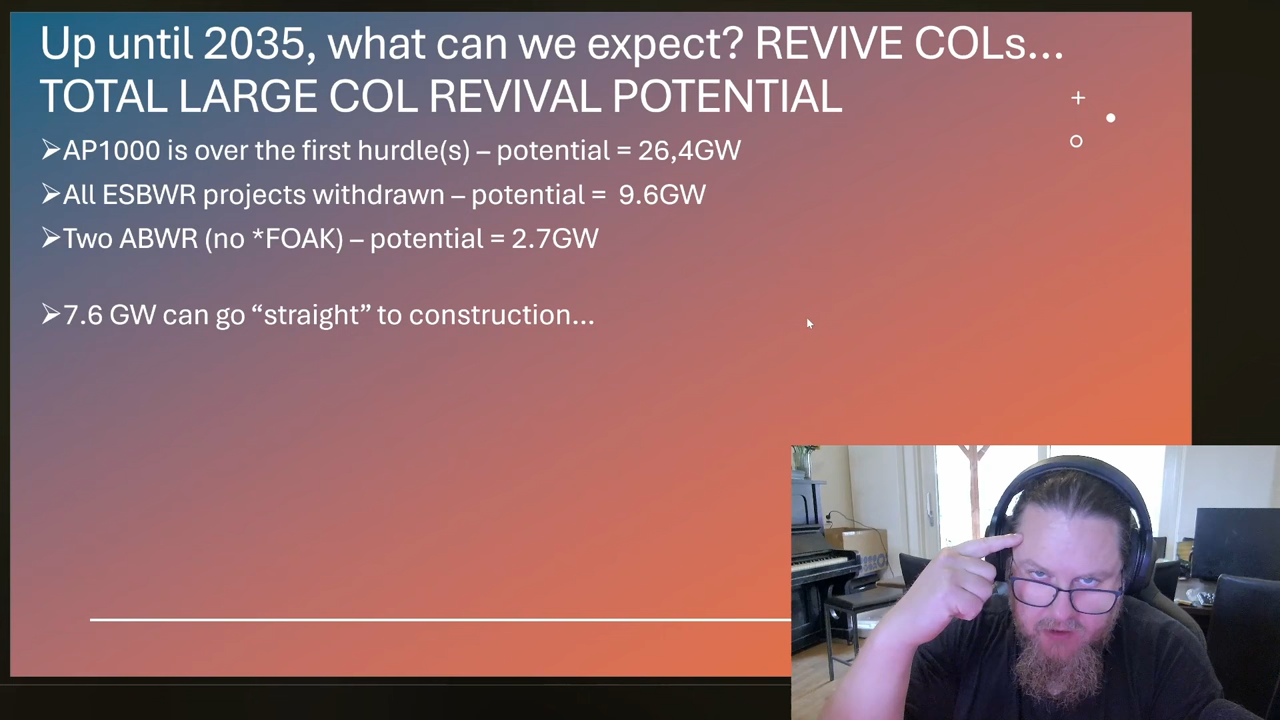 Up until 2035, what can we expect? REVIVE COLs...
TOTAL LARGE COL REVIVAL POTENTIAL
➢AP1000 is over the first hurdle(s) – potential = 26,4GW
➢All ESBWR projects withdrawn – potential = 9.6GW
➢Two ABWR (no *FOAK) – potential = 2.7GW
➢7.6 GW can go “straight” to construction...